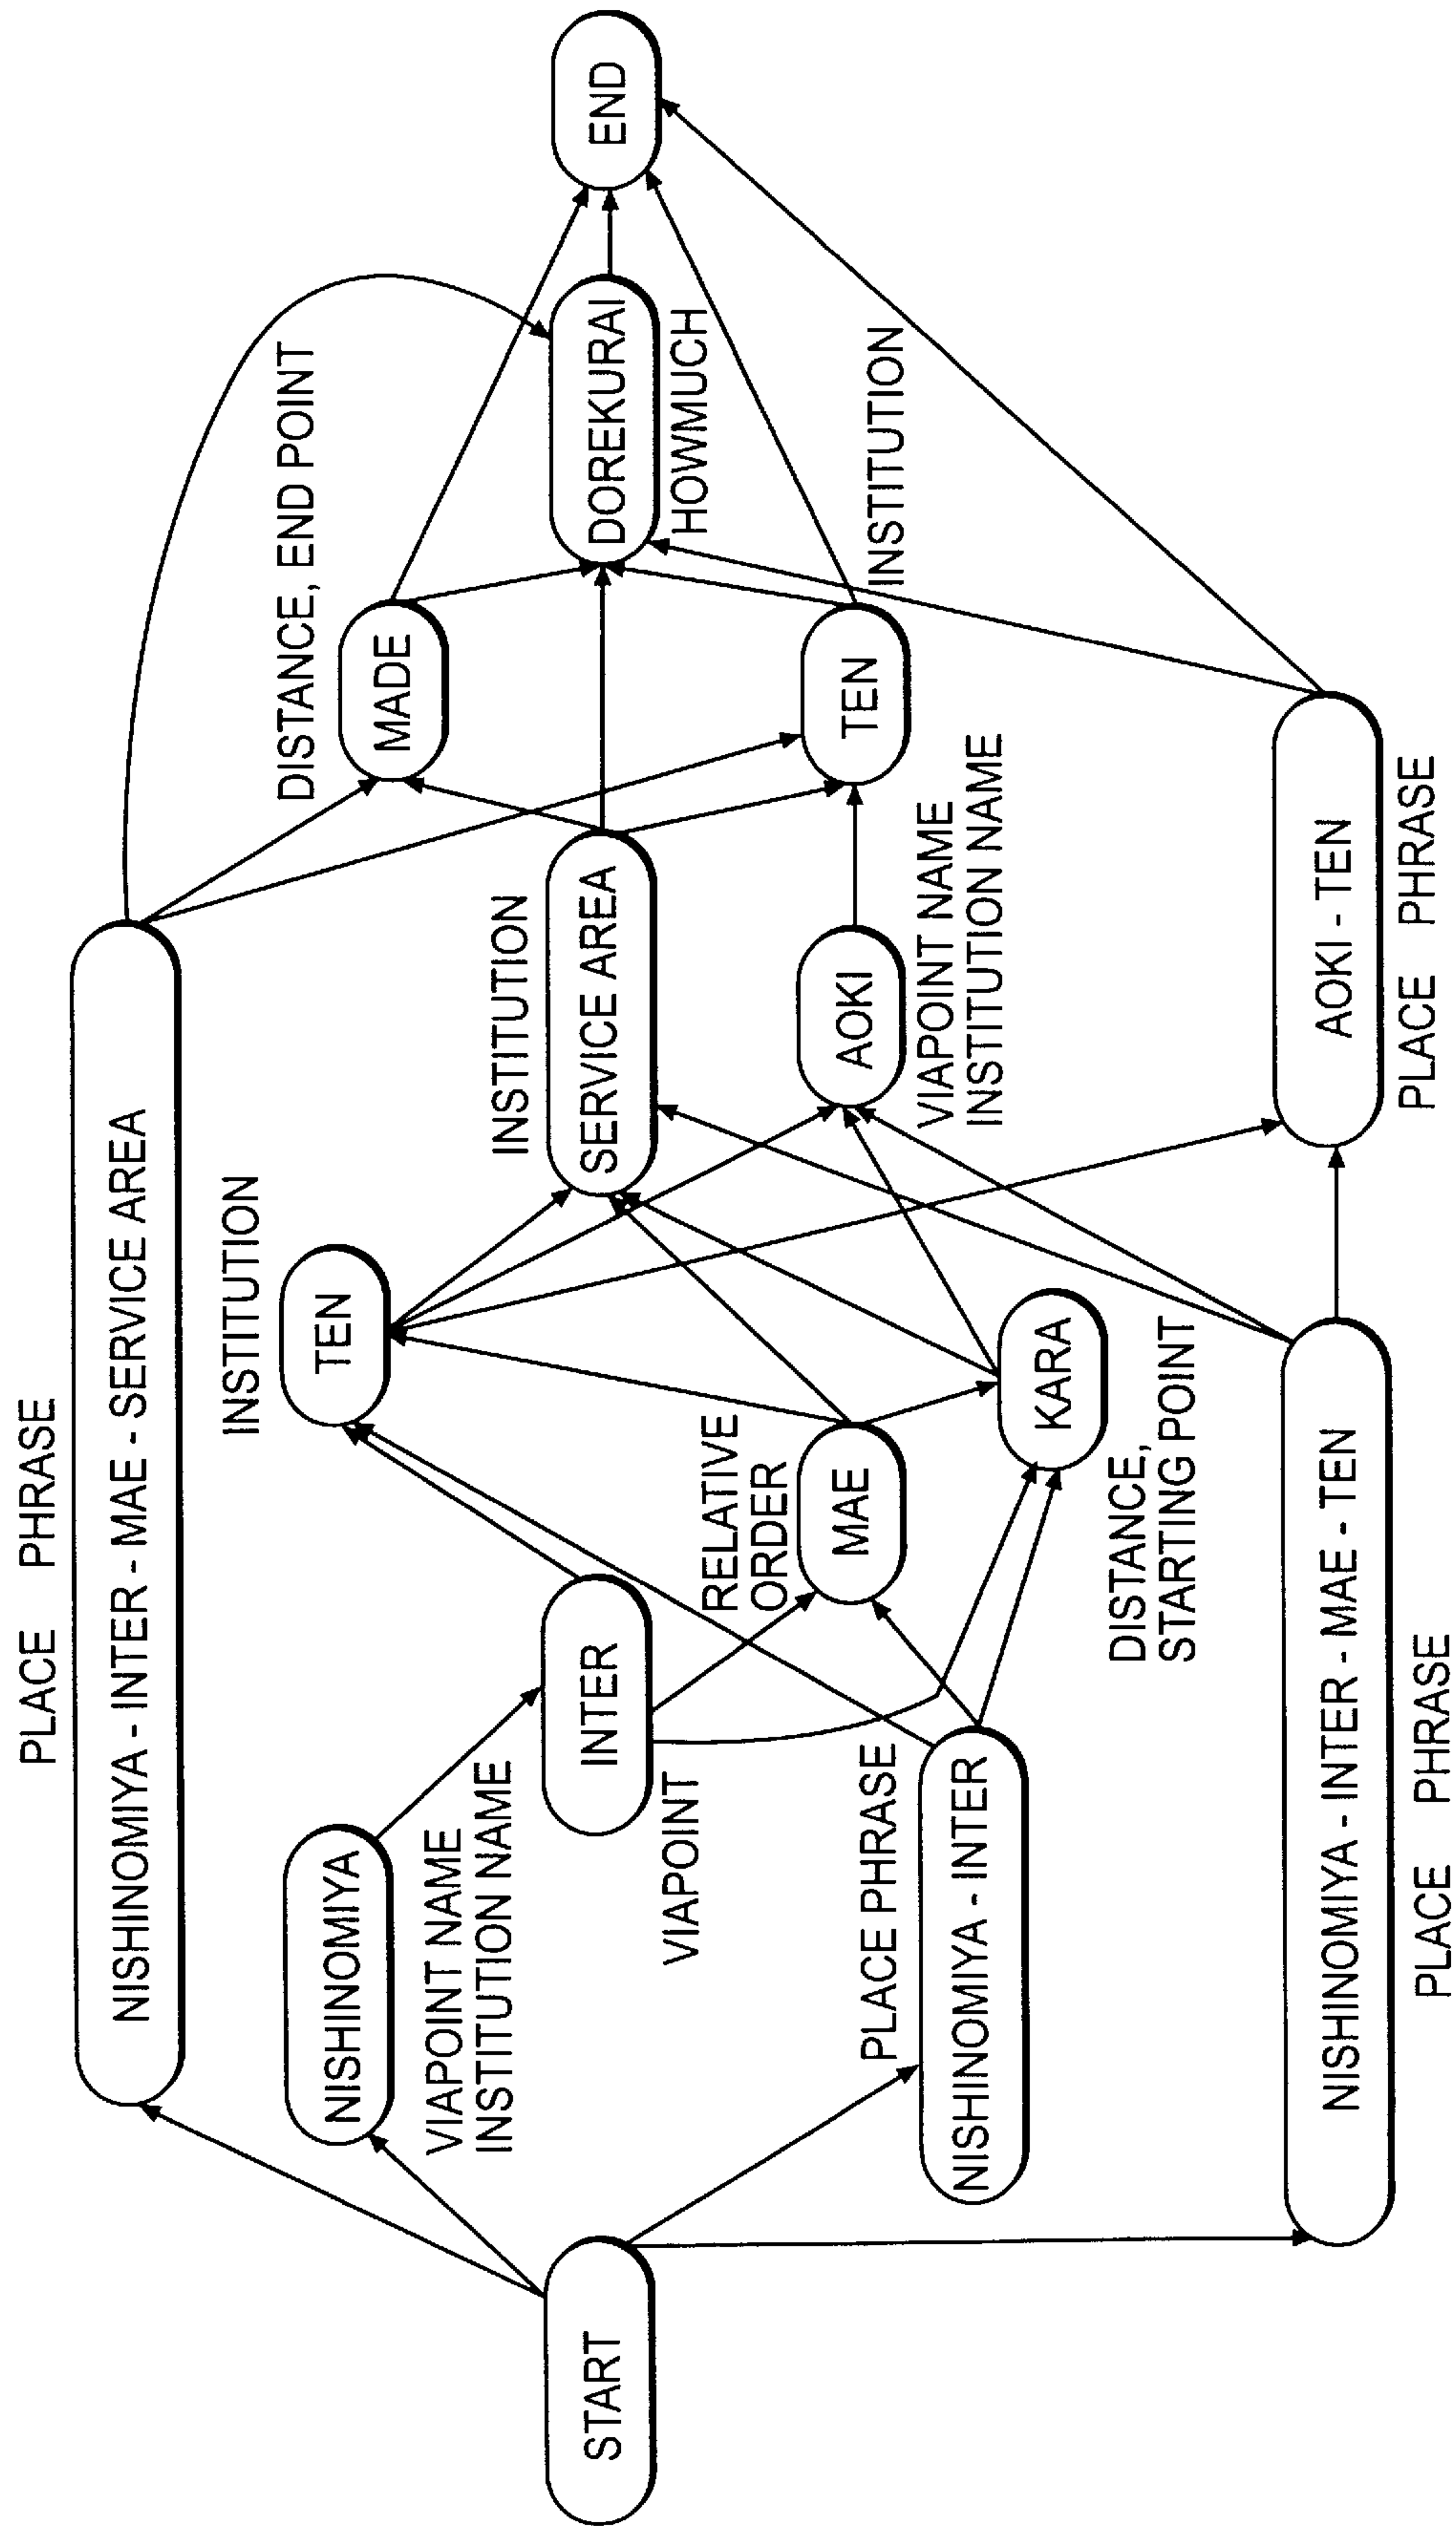 PLACE PHRASE
NISHINOMIYA - INTER - MAE - SERVICE AREA
INSTITUTION
TEN
DISTANCE, END POINT
MADE
NISHINOMIYA
VIAPOINT NAME
INSTITUTION NAME
INSTITUTION
SERVICE AREA
START
INTER
VIAPOINT
DOREKURAI
HOWMUCH
END
RELATIVE
ORDER
MAE
AOKI
VIAPOINT NAME
INSTITUTION NAME
TEN
INSTITUTION
PLACE PHRASE
NISHINOMIYA - INTER
KARA
DISTANCE,
STARTING POINT
NISHINOMIYA - INTER - MAE - TEN
PLACE PHRASE
AOKI - TEN
PLACE PHRASE